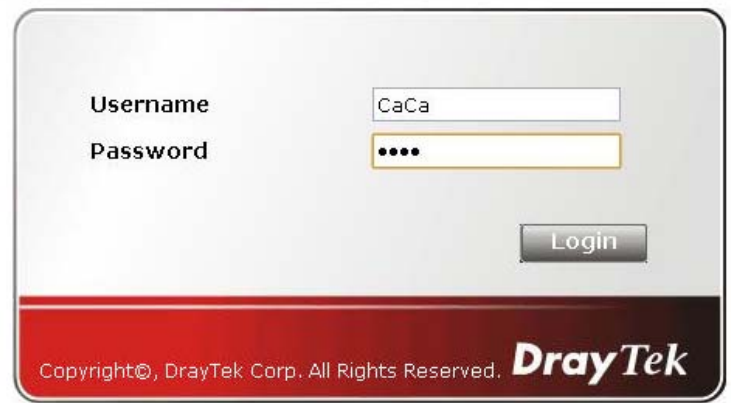 Username CaCa
Password ••••
Login
Copyright©, DrayTek Corp. All Rights Reserved. DrayTek